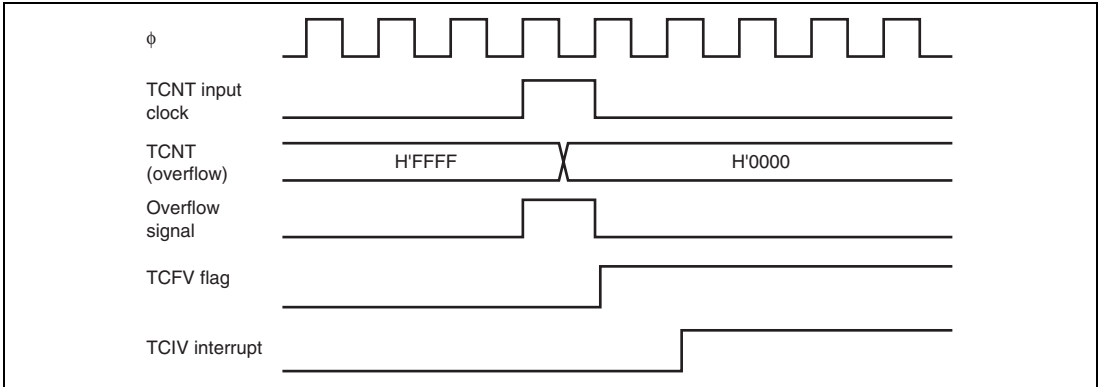 φ
TCNT input
clock
TCNT
(overflow)
H'FFFF
H'0000
Overflow
signal
TCFV flag
TCIV interrupt